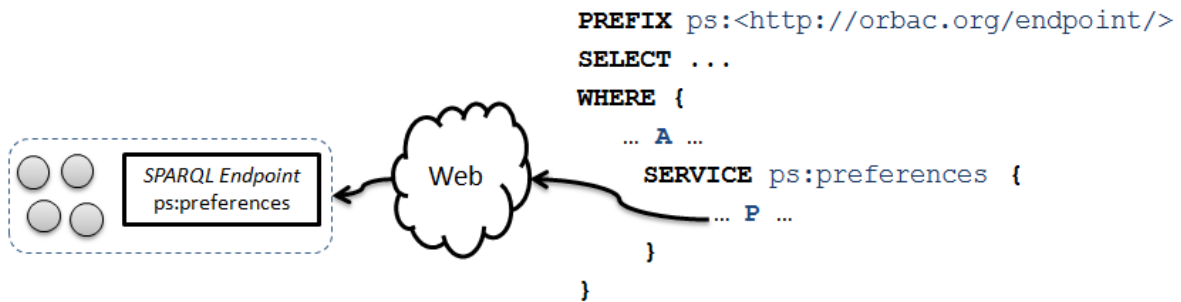 PREFIX ps:<http://orbac.org/endpoint/>
SELECT ...
WHERE {
… A …
SERVICE ps:preferences {
… P …
}
}
Web
SPARQL Endpoint
ps:preferences